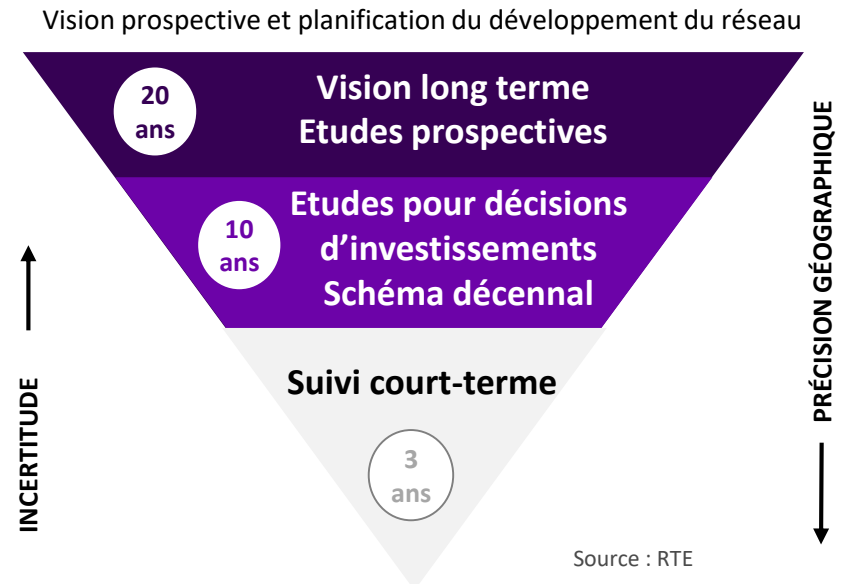 Vision prospective et planification du développement du réseau
20
ans
Vision long terme
Etudes prospectives
10
ans
Etudes pour décisions
d'investissements
Schéma décennal
Suivi court-terme
3
ans
INCERTITUDE
PRÉCISION GÉOGRAPHIQUE
Source : RTE